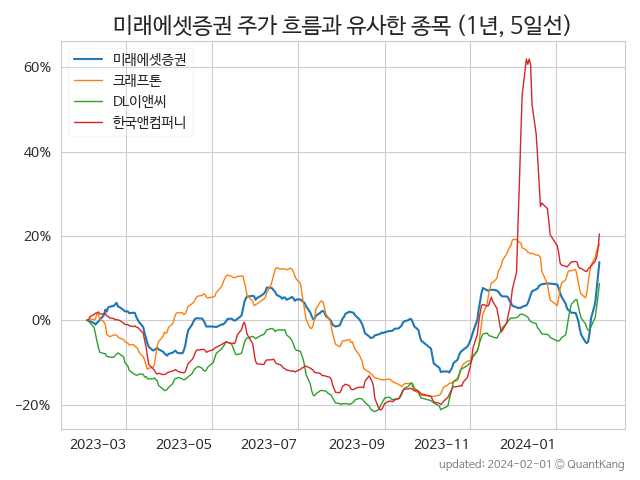 미래에셋증권 주가 흐름과 유사한 종목 (1년, 5일선)
미래에셋증권
크래프톤
DL이앤씨
한국앤컴퍼니
60%
40%
20%
0%
−20%
2023-03 2023-05 2023-07 2023-09 2023-11 2024-01
updated: 2024-02-01 © QuantKang